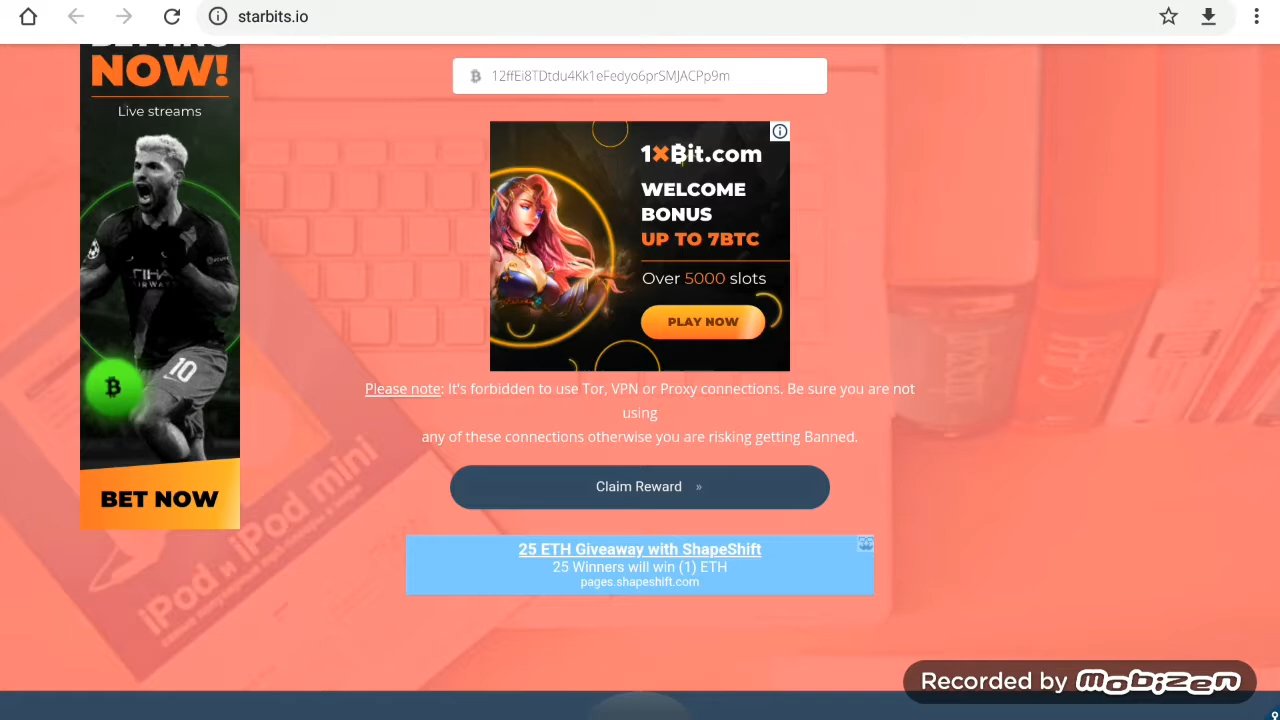 starbits.io
NOW!
Live streams
10
BET NOW
12ffEi8TDtdu4Kk1eFedyo6prSMJACPp9m
1xBit.com
WELCOME
BONUS
UP TO 7BTC
Over 5000 slots
PLAY NOW
Please note: It's forbidden to use Tor, VPN or Proxy connections. Be sure you are not
using
any of these connections otherwise you are risking getting Banned.
Claim Reward »
25 ETH Giveaway with ShapeShift
25 Winners will win (1) ETH
pages.shapeshift.com
iPod mini
Recorded by mobizen